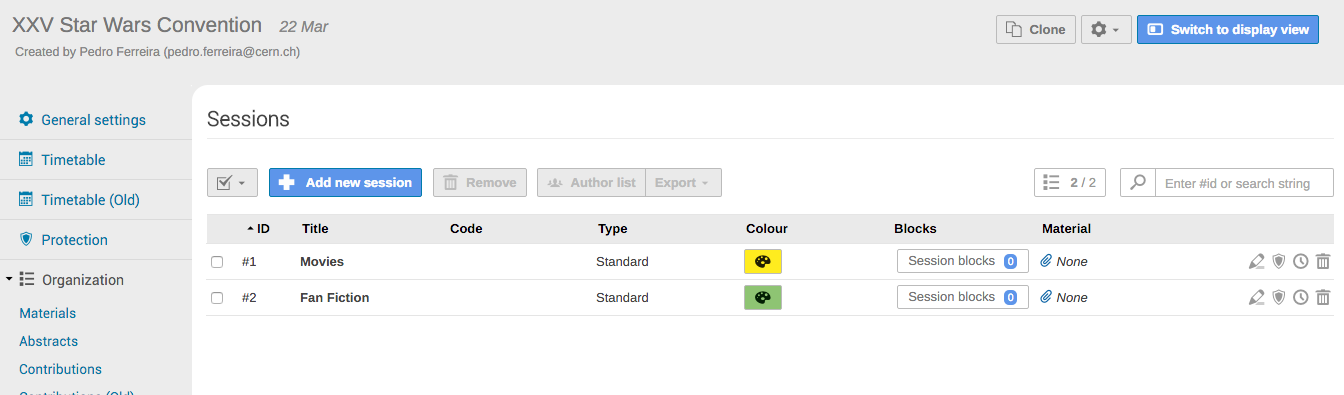 XXV Star Wars Convention 22 Mar
Created by Pedro Ferreira (pedro.ferreira@cern.ch)
Clone
Switch to display view
General settings
Timetable
Timetable (Old)
Protection
Organization
Materials
Abstracts
Contributions
Contributions (Old)
Sessions
Add new session
Remove
Author list
Export
2 / 2
Enter #id or search string
ID Title Code Type Colour Blocks Material
#1 Movies Standard Session blocks 0 None
#2 Fan Fiction Standard Session blocks 0 None